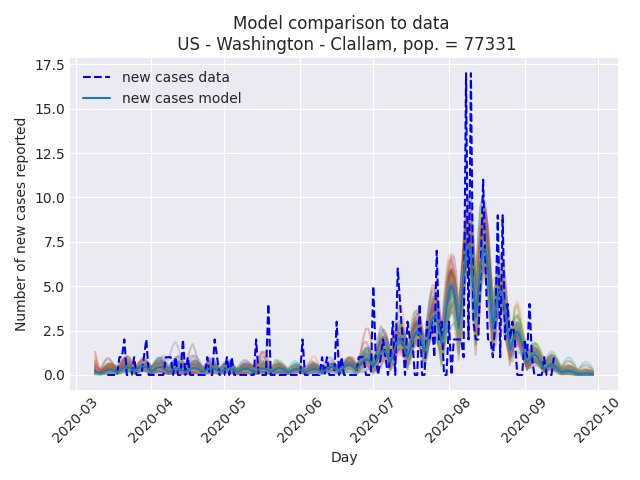 Model comparison to data
US - Washington - Clallam, pop. = 77331
new cases data
new cases model
Number of new cases reported
17.5
15.0
12.5
10.0
7.5
5.0
2.5
0.0
2020-03
2020-04
2020-05
2020-06
2020-07
2020-08
2020-09
2020-10
Day